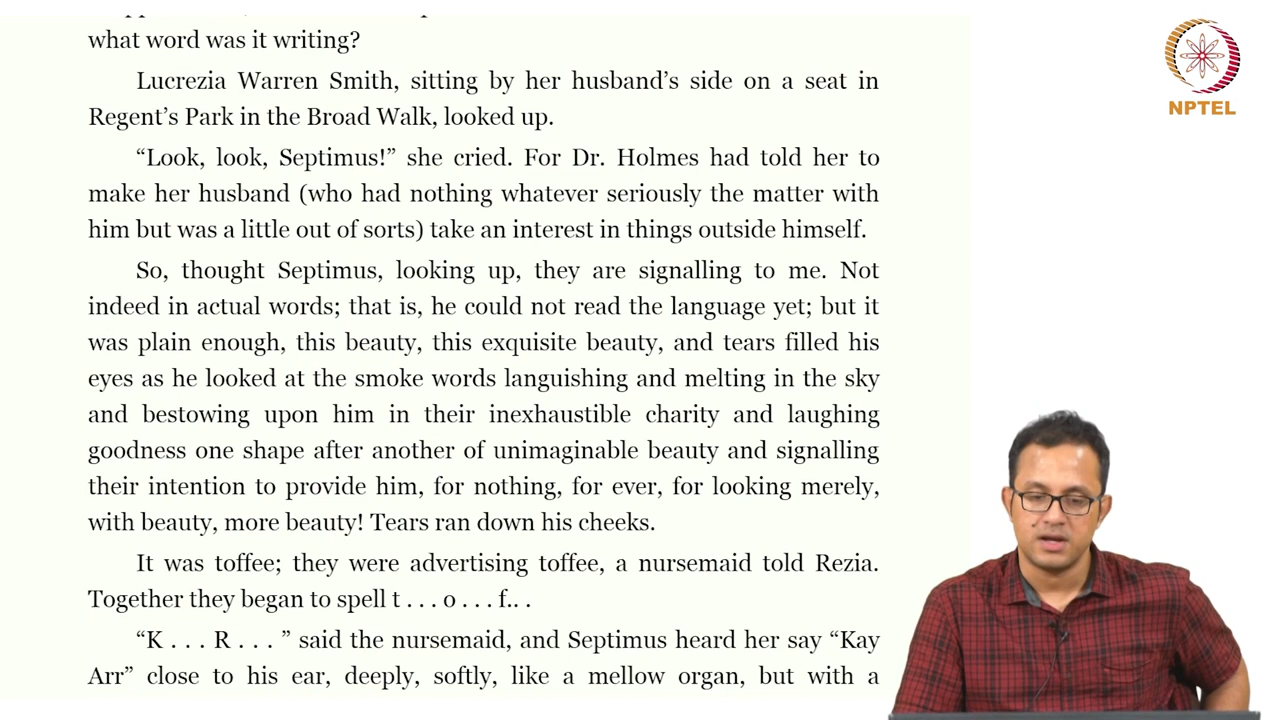 what word was it writing?
Lucrezia Warren Smith, sitting by her husband’s side on a seat in
Regent’s Park in the Broad Walk, looked up.
“Look, look, Septimus!” she cried. For Dr. Holmes had told her to
make her husband (who had nothing whatever seriously the matter with
him but was a little out of sorts) take an interest in things outside himself.
So, thought Septimus, looking up, they are signalling to me. Not
indeed in actual words; that is, he could not read the language yet; but it
was plain enough, this beauty, this exquisite beauty, and tears filled his
eyes as he looked at the smoke words languishing and melting in the sky
and bestowing upon him in their inexhaustible charity and laughing
goodness one shape after another of unimaginable beauty and signalling
their intention to provide him, for nothing, for ever, for looking merely,
with beauty, more beauty! Tears ran down his cheeks.
It was toffee; they were advertising toffee, a nursemaid told Rezia.
Together they began to spell t . . . o . . . f.. .
“K . . . R . . . ” said the nursemaid, and Septimus heard her say “Kay
Arr” close to his ear, deeply, softly, like a mellow organ, but with a
NPTEL